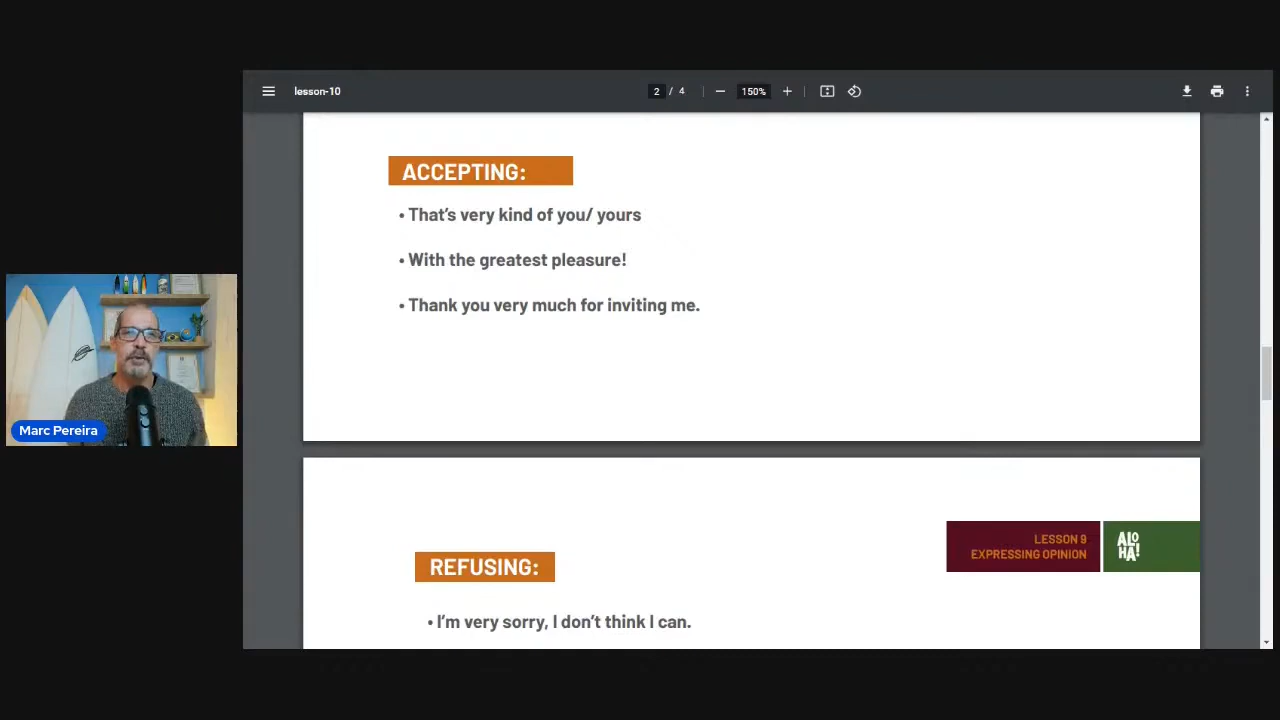 lesson-10
2 / 4
150%
ACCEPTING:
• That's very kind of you/ yours
• With the greatest pleasure!
• Thank you very much for inviting me.
Marc Pereira
LESSON 9
EXPRESSING OPINION
ALO
HA!
REFUSING:
• I'm very sorry, I don't think I can.